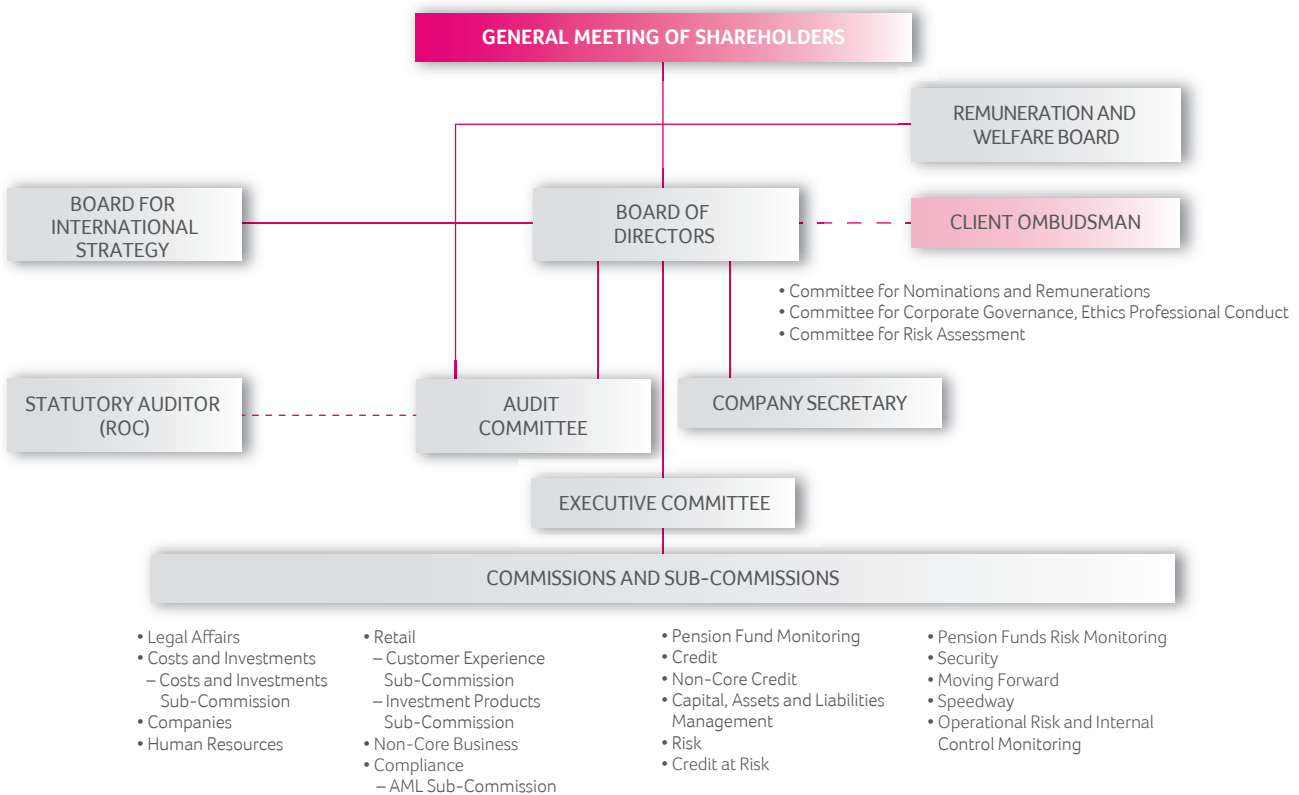 GENERAL MEETING OF SHAREHOLDERS
REMUNERATION AND
WELFARE BOARD
BOARD FOR
INTERNATIONAL
STRATEGY
BOARD OF
DIRECTORS
CLIENT OMBUDSMAN
• Committee for Nominations and Remunerations
• Committee for Corporate Governance, Ethics Professional Conduct
• Committee for Risk Assessment
STATUTORY AUDITOR
(ROC)
AUDIT
COMMITTEE
COMPANY SECRETARY
EXECUTIVE COMMITTEE
COMMISSIONS AND SUB-COMMISSIONS
• Legal Affairs
• Costs and Investments
– Costs and Investments
Sub-Commission
• Companies
• Human Resources
• Retail
– Customer Experience
Sub-Commission
– Investment Products
Sub-Commission
• Non-Core Business
• Compliance
– AML Sub-Commission
• Pension Fund Monitoring
• Credit
• Non-Core Credit
• Capital, Assets and Liabilities
Management
• Risk
• Credit at Risk
• Pension Funds Risk Monitoring
• Security
• Moving Forward
• Speedway
• Operational Risk and Internal
Control Monitoring